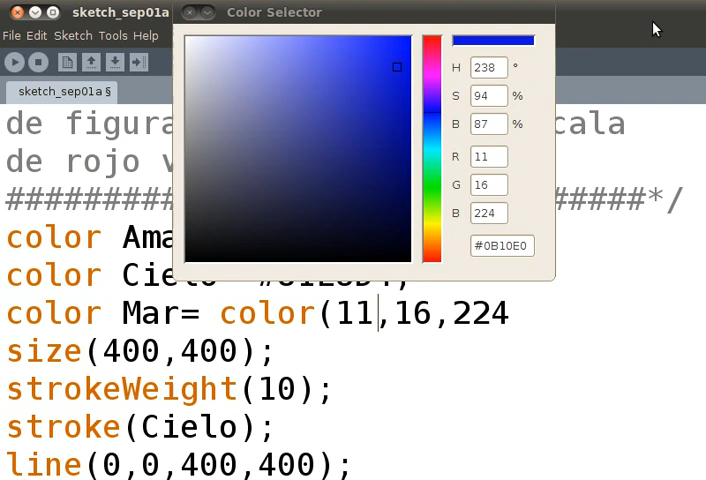 sketch_sep01a
Color Selector
File Edit Sketch Tools Help
sketch_sep01a §
H 238 °
S 94 %
B 87 %
R 11
G 16
B 224
#0B10E0
de figura cala
de rojo v
##########
#####*/
color Ama
color Cielo
color Mar= color(11,16,224
size(400,400);
strokeWeight(10);
stroke(Cielo);
line(0,0,400,400);